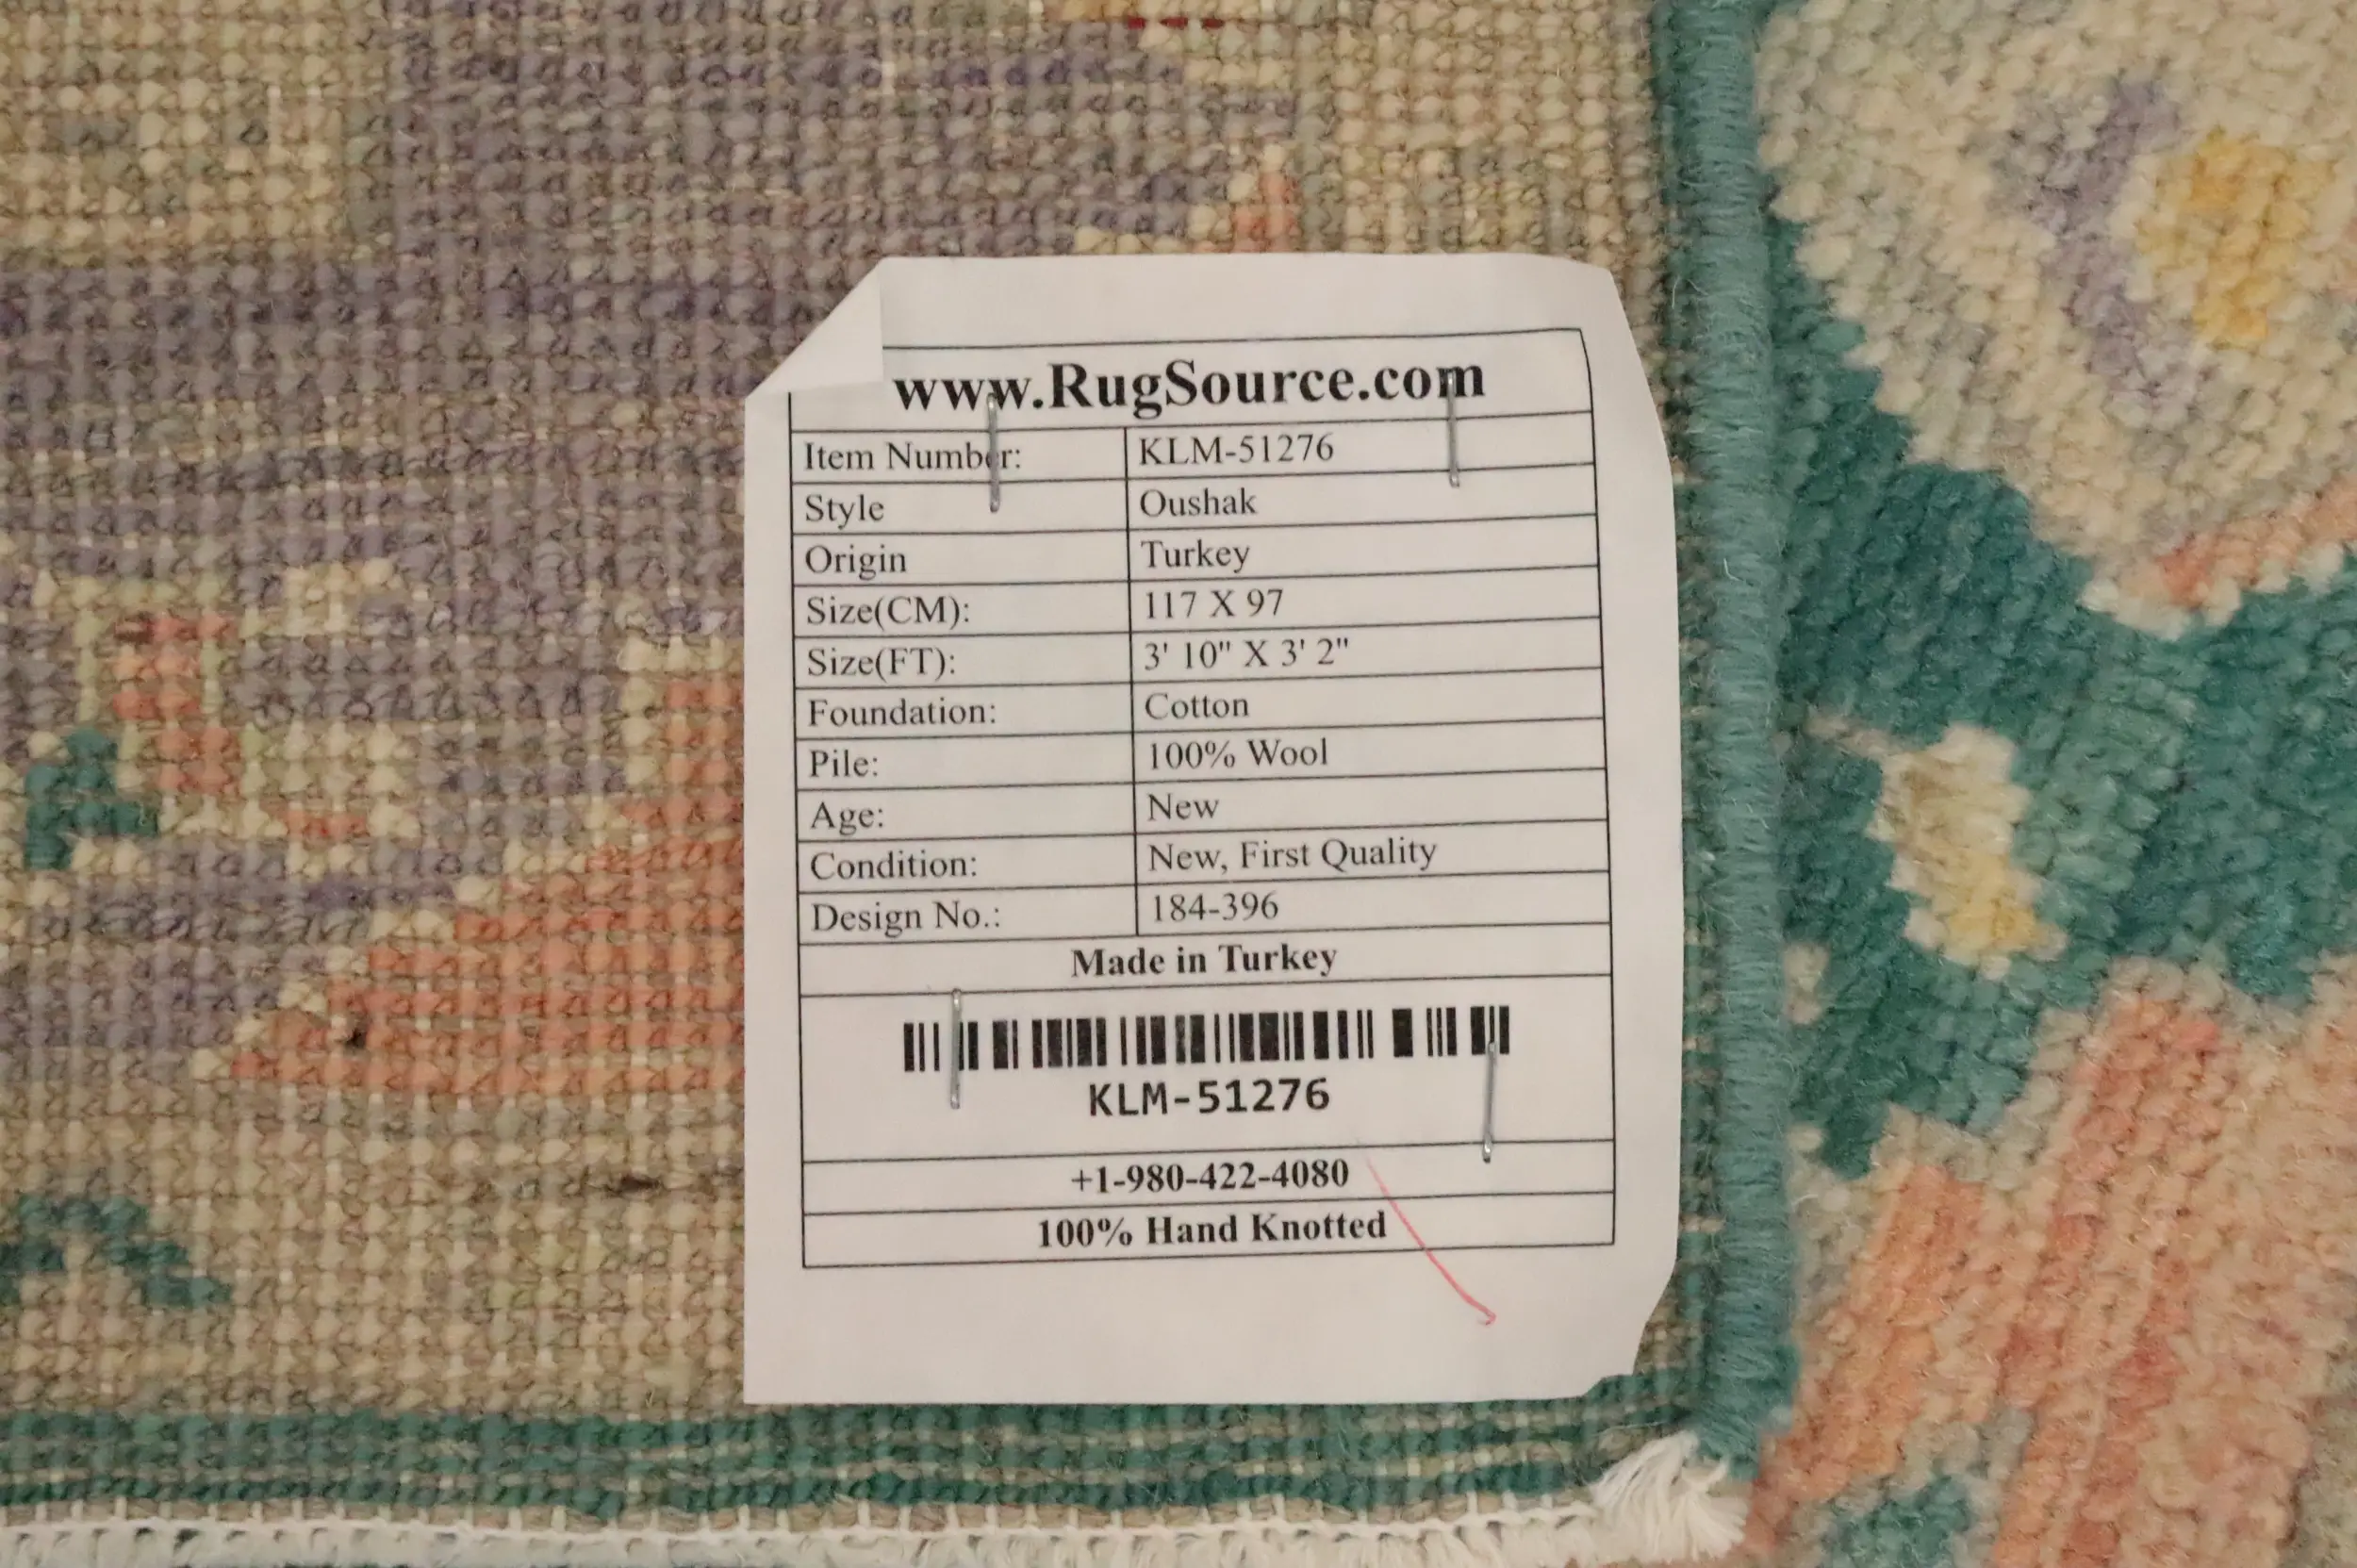 www.RugSource.com
Item Number: KLM-51276
Style Oushak
Origin Turkey
Size(CM): 117 X 97
Size(FT): 3' 10" X 3' 2"
Foundation: Cotton
Pile: 100% Wool
Age: New
Condition: New, First Quality
Design No.: 184-396
Made in Turkey
KLM-51276
+1-980-422-4080
100% Hand Knotted